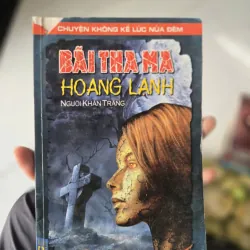 CHUYỆN KHÔNG KỂ LÚC NỬA ĐÊM
BÃI THA MA
HOANG LẠNH
NGƯỜI KHĂN TRẮNG